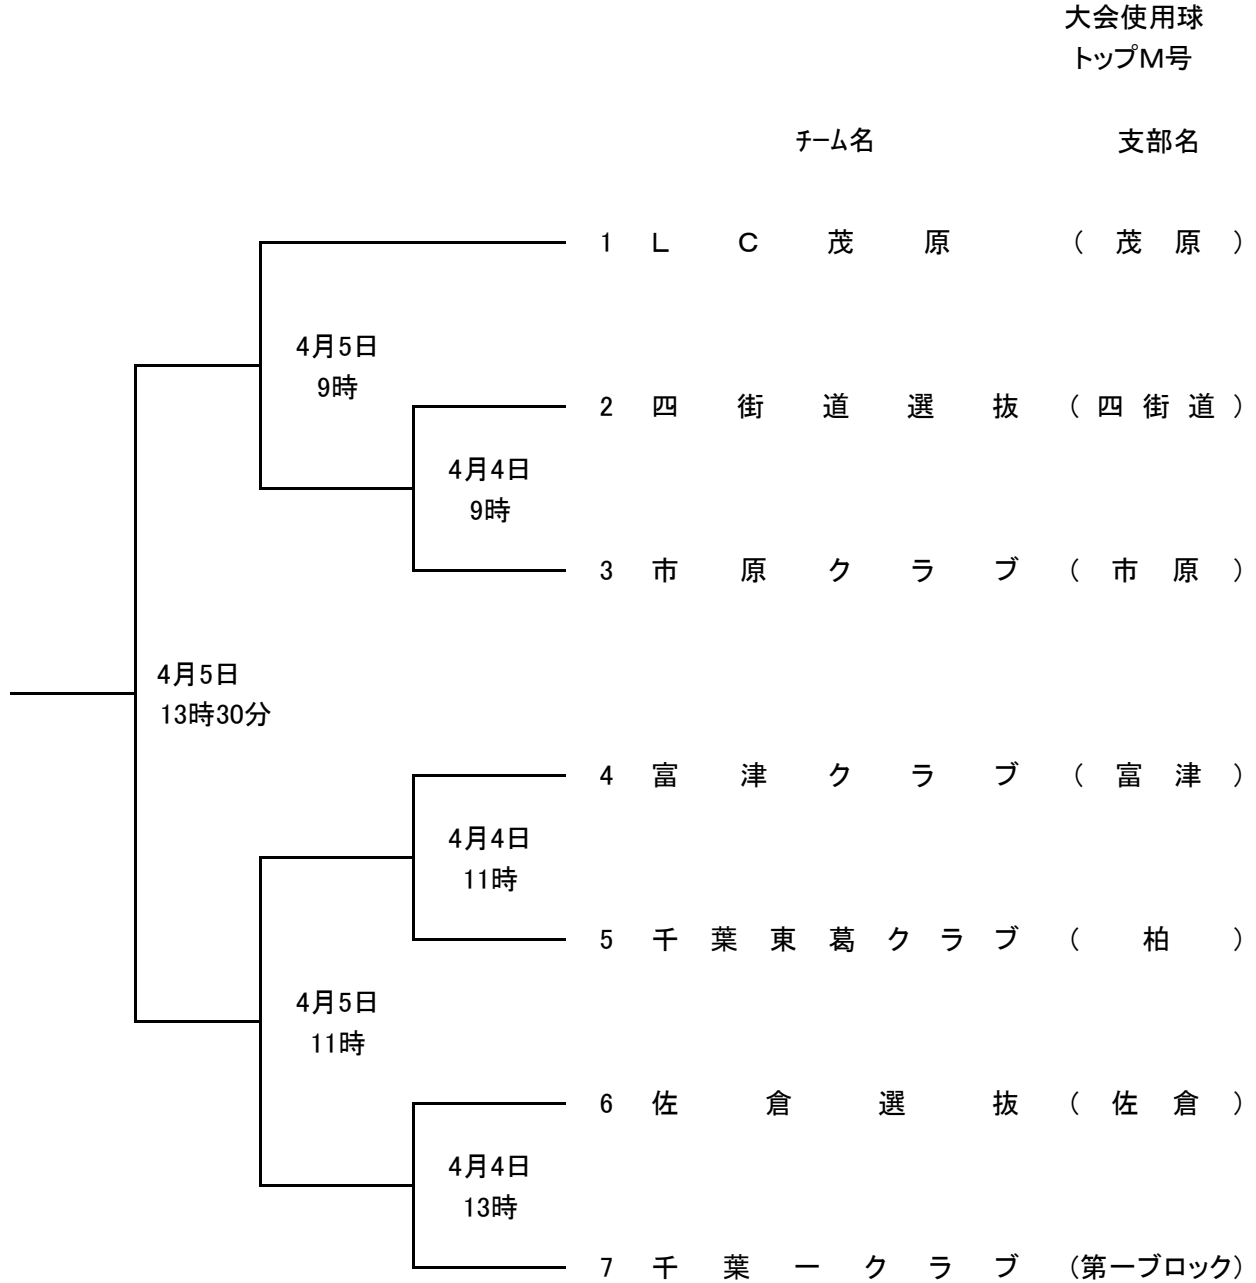 大会使用球
トップM号
チーム名 支部名
1 L C 茂 原 ( 茂 原 )
4月5日
9時
2 四 街 道 選 抜 ( 四 街 道 )
4月4日
9時
3 市 原 ク ラ ブ ( 市 原 )
4月5日
13時30分
4 富 津 ク ラ ブ ( 富 津 )
4月4日
11時
5 千 葉 東 葛 ク ラ ブ ( 柏 )
4月5日
11時
6 佐 倉 選 抜 ( 佐 倉 )
4月4日
13時
7 千 葉 一 ク ラ ブ (第一ブロック)